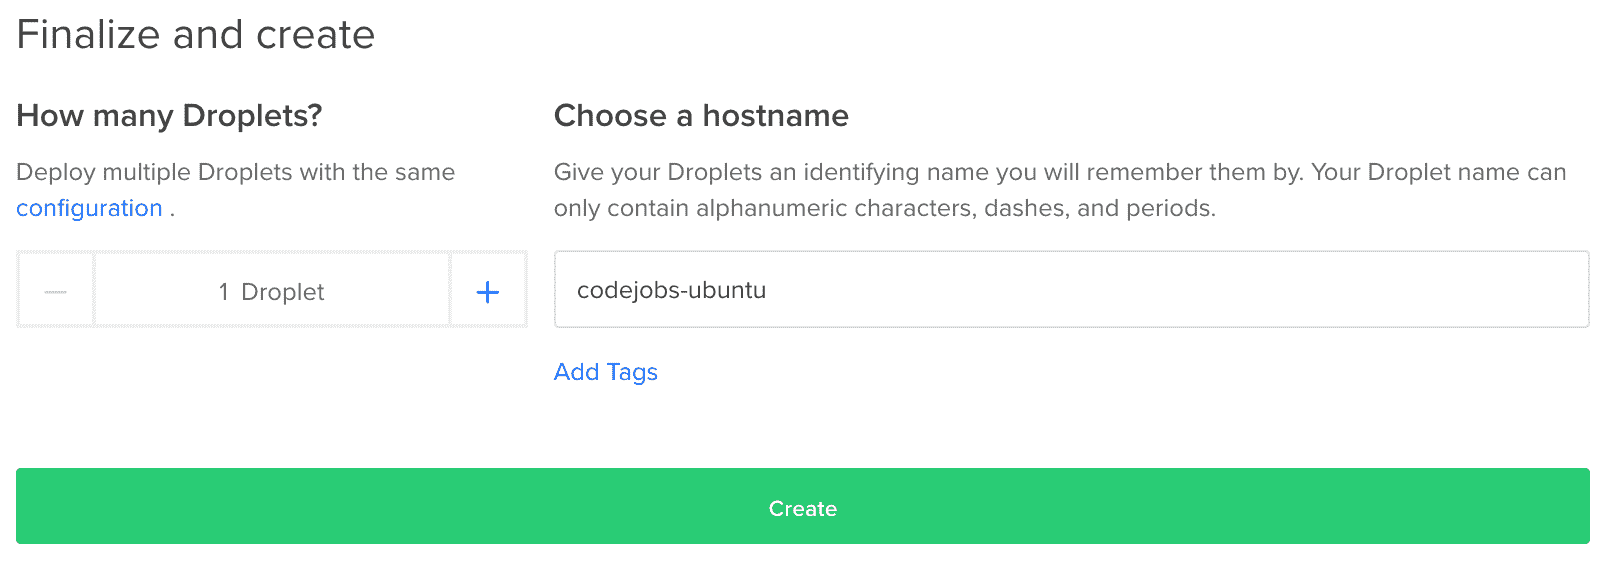 Finalize and create
How many Droplets?
Deploy multiple Droplets with the same
configuration .
1 Droplet
Choose a hostname
Give your Droplets an identifying name you will remember them by. Your Droplet name can
only contain alphanumeric characters, dashes, and periods.
codejobs-ubuntu
Add Tags
Create